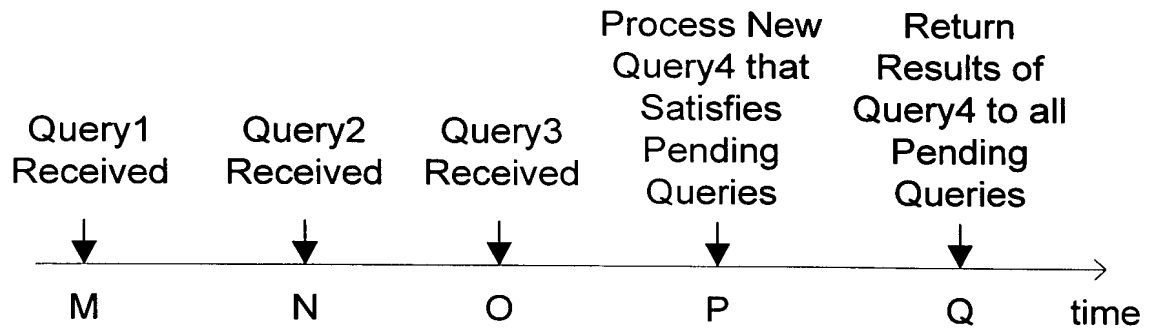 Query1
Received
Query2
Received
Query3
Received
Process New
Query4 that
Satisfies
Pending
Queries
Return
Results of
Query4 to all
Pending
Queries
M
N
O
P
Q
time